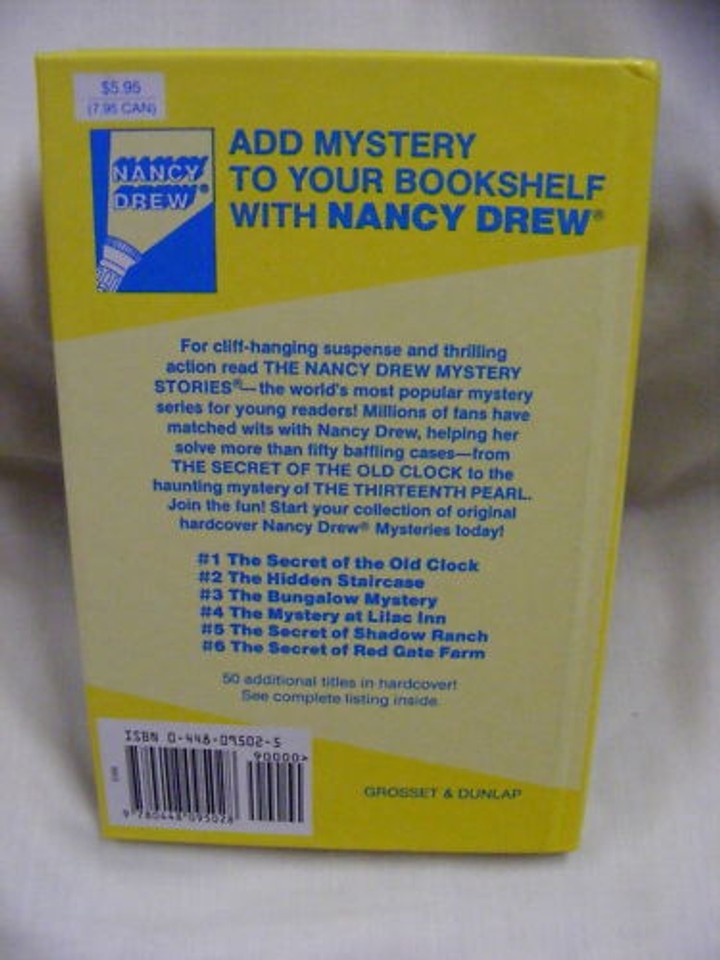 $5.95
(7.95 CAN)
NANCY
DREW®
ADD MYSTERY
TO YOUR BOOKSHELF
WITH NANCY DREW®
For cliff-hanging suspense and thrilling
action read THE NANCY DREW MYSTERY
STORIES®—the world's most popular mystery
series for young readers! Millions of fans have
matched wits with Nancy Drew, helping her
solve more than fifty baffling cases—from
THE SECRET OF THE OLD CLOCK to the
haunting mystery of THE THIRTEENTH PEARL.
Join the fun! Start your collection of original
hardcover Nancy Drew® Mysteries today!
#1 The Secret of the Old Clock
#2 The Hidden Staircase
#3 The Bungalow Mystery
#4 The Mystery at Lilac Inn
#5 The Secret of Shadow Ranch
#6 The Secret of Red Gate Farm
50 additional titles in hardcover!
See complete listing inside.
ISBN 0-448-09502-5
90000>
9 780448 095028
GROSSET & DUNLAP